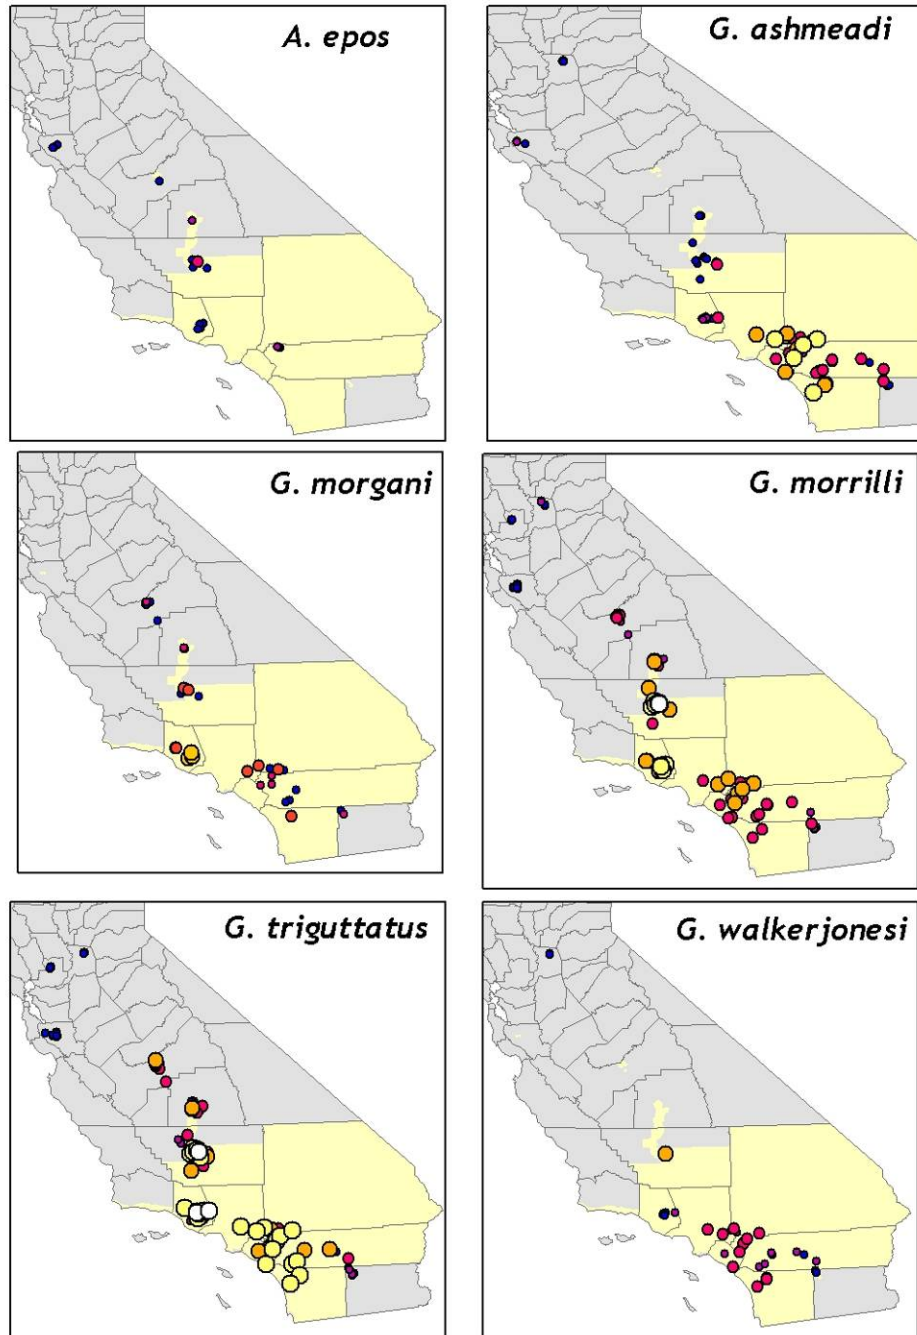 A. epos
G. ashmeadi
G. morgani
G. morrilli
G. triguttatus
G. walkerjonesi